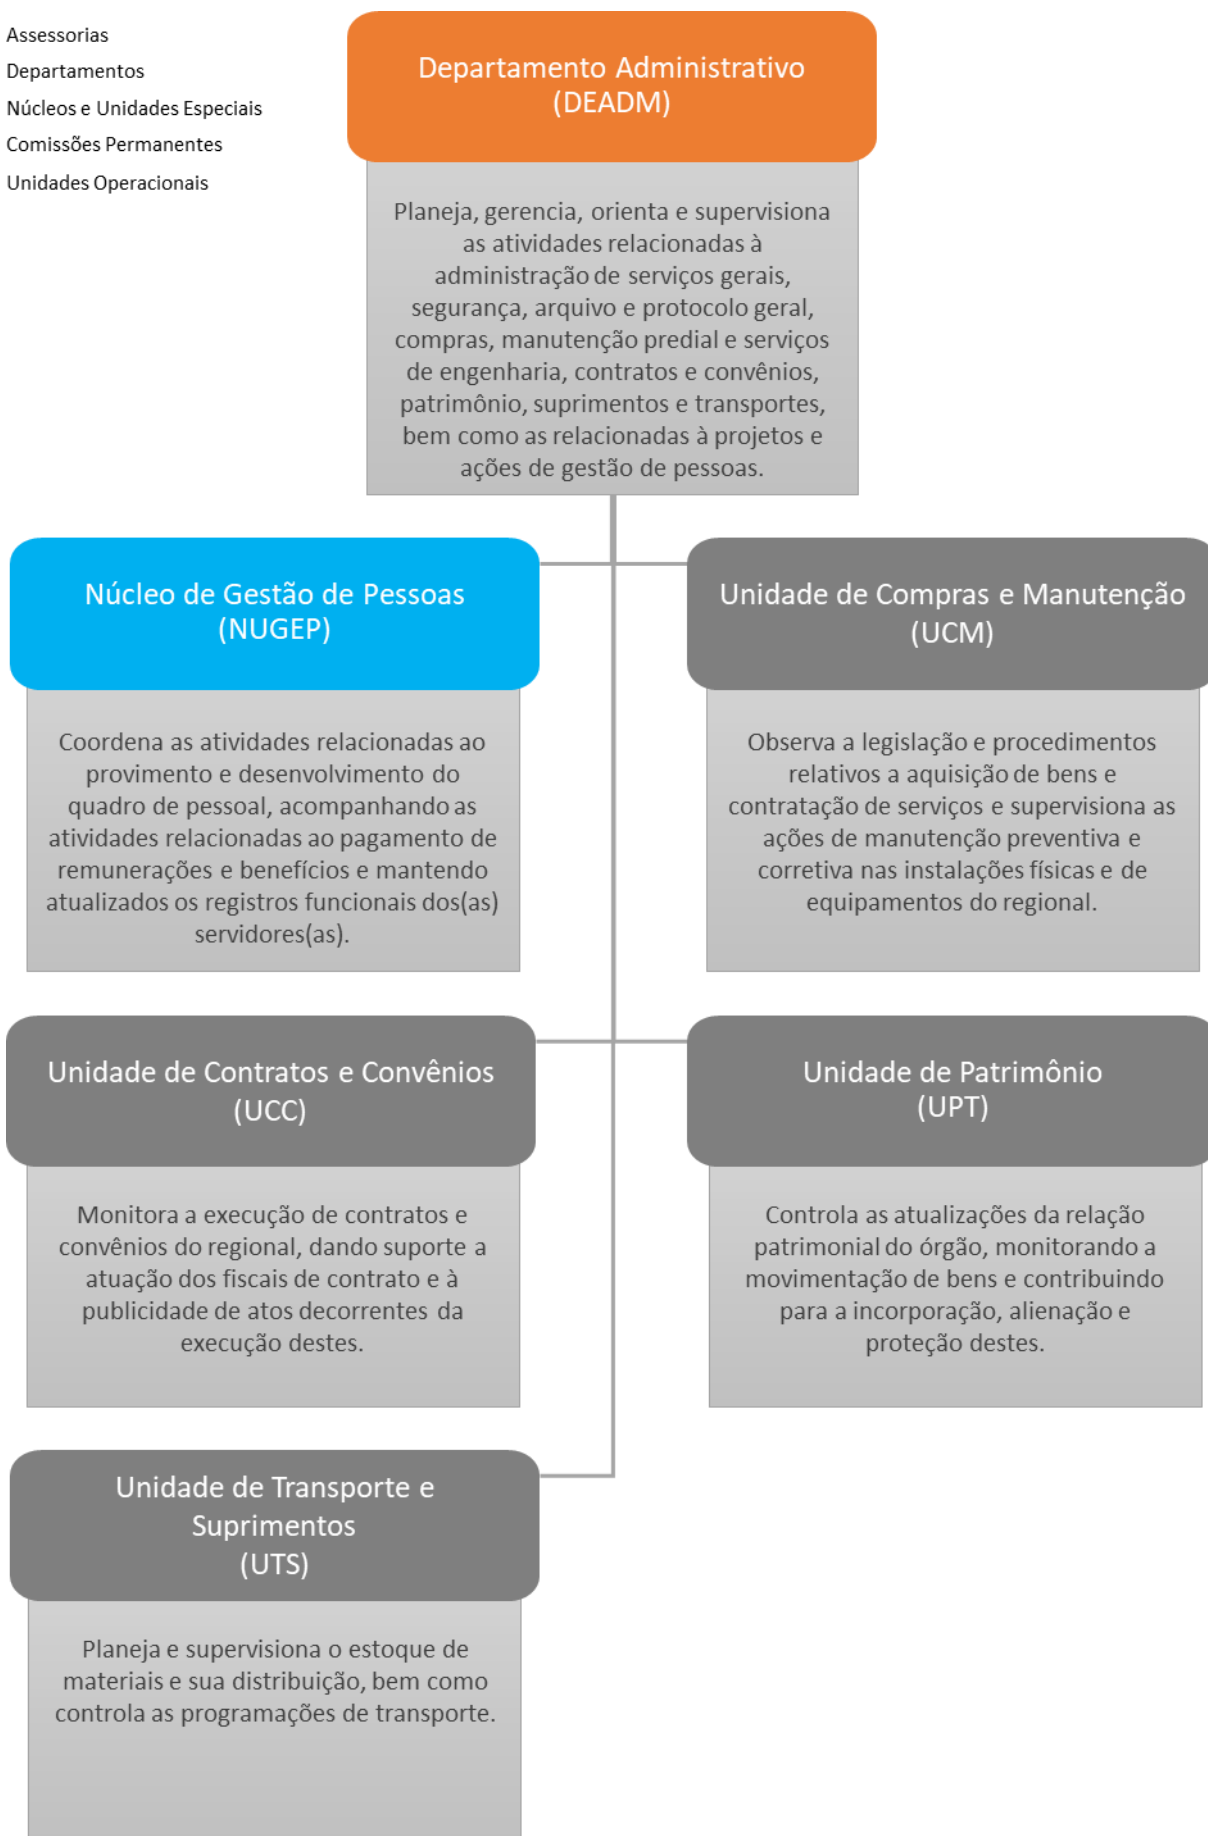 Assessorias
Departamentos
Núcleos e Unidades Especiais
Comissões Permanentes
Unidades Operacionais
Departamento Administrativo
(DEADM)
Planeja, gerencia, orienta e supervisiona
as atividades relacionadas à
administração de serviços gerais,
segurança, arquivo e protocolo geral,
compras, manutenção predial e serviços
de engenharia, contratos e convênios,
patrimônio, suprimentos e transportes,
bem como as relacionadas à projetos e
ações de gestão de pessoas.
Núcleo de Gestão de Pessoas
(NUGEP)
Coordena as atividades relacionadas ao
provimento e desenvolvimento do
quadro de pessoal, acompanhando as
atividades relacionadas ao pagamento de
remunerações e benefícios e mantendo
atualizados os registros funcionais dos(as)
servidores(as).
Unidade de Compras e Manutenção
(UCM)
Observa a legislação e procedimentos
relativos a aquisição de bens e
contratação de serviços e supervisiona as
ações de manutenção preventiva e
corretiva nas instalações físicas e de
equipamentos do regional.
Unidade de Contratos e Convênios
(UCC)
Monitora a execução de contratos e
convênios do regional, dando suporte a
atuação dos fiscais de contrato e à
publicidade de atos decorrentes da
execução destes.
Unidade de Patrimônio
(UPT)
Controla as atualizações da relação
patrimonial do órgão, monitorando a
movimentação de bens e contribuindo
para a incorporação, alienação e
proteção destes.
Unidade de Transporte e
Suprimentos
(UTS)
Planeja e supervisiona o estoque de
materiais e sua distribuição, bem como
controla as programações de transporte.